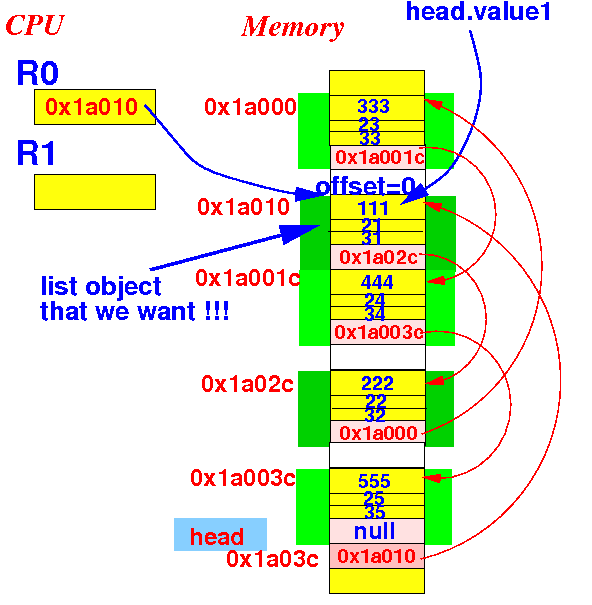 CPU
Memory
head.value1
R0
0x1a010
R1
0x1a000
333
23
33
0x1a001c
offset=0
0x1a010
111
21
31
0x1a02c
list object
that we want !!!
0x1a001c
444
24
34
0x1a003c
0x1a02c
222
22
32
0x1a000
0x1a003c
555
25
35
null
head
0x1a03c
0x1a010